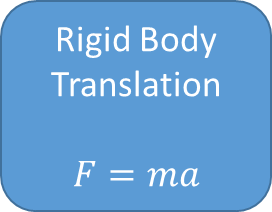 Rigid Body
Translation
F = ma